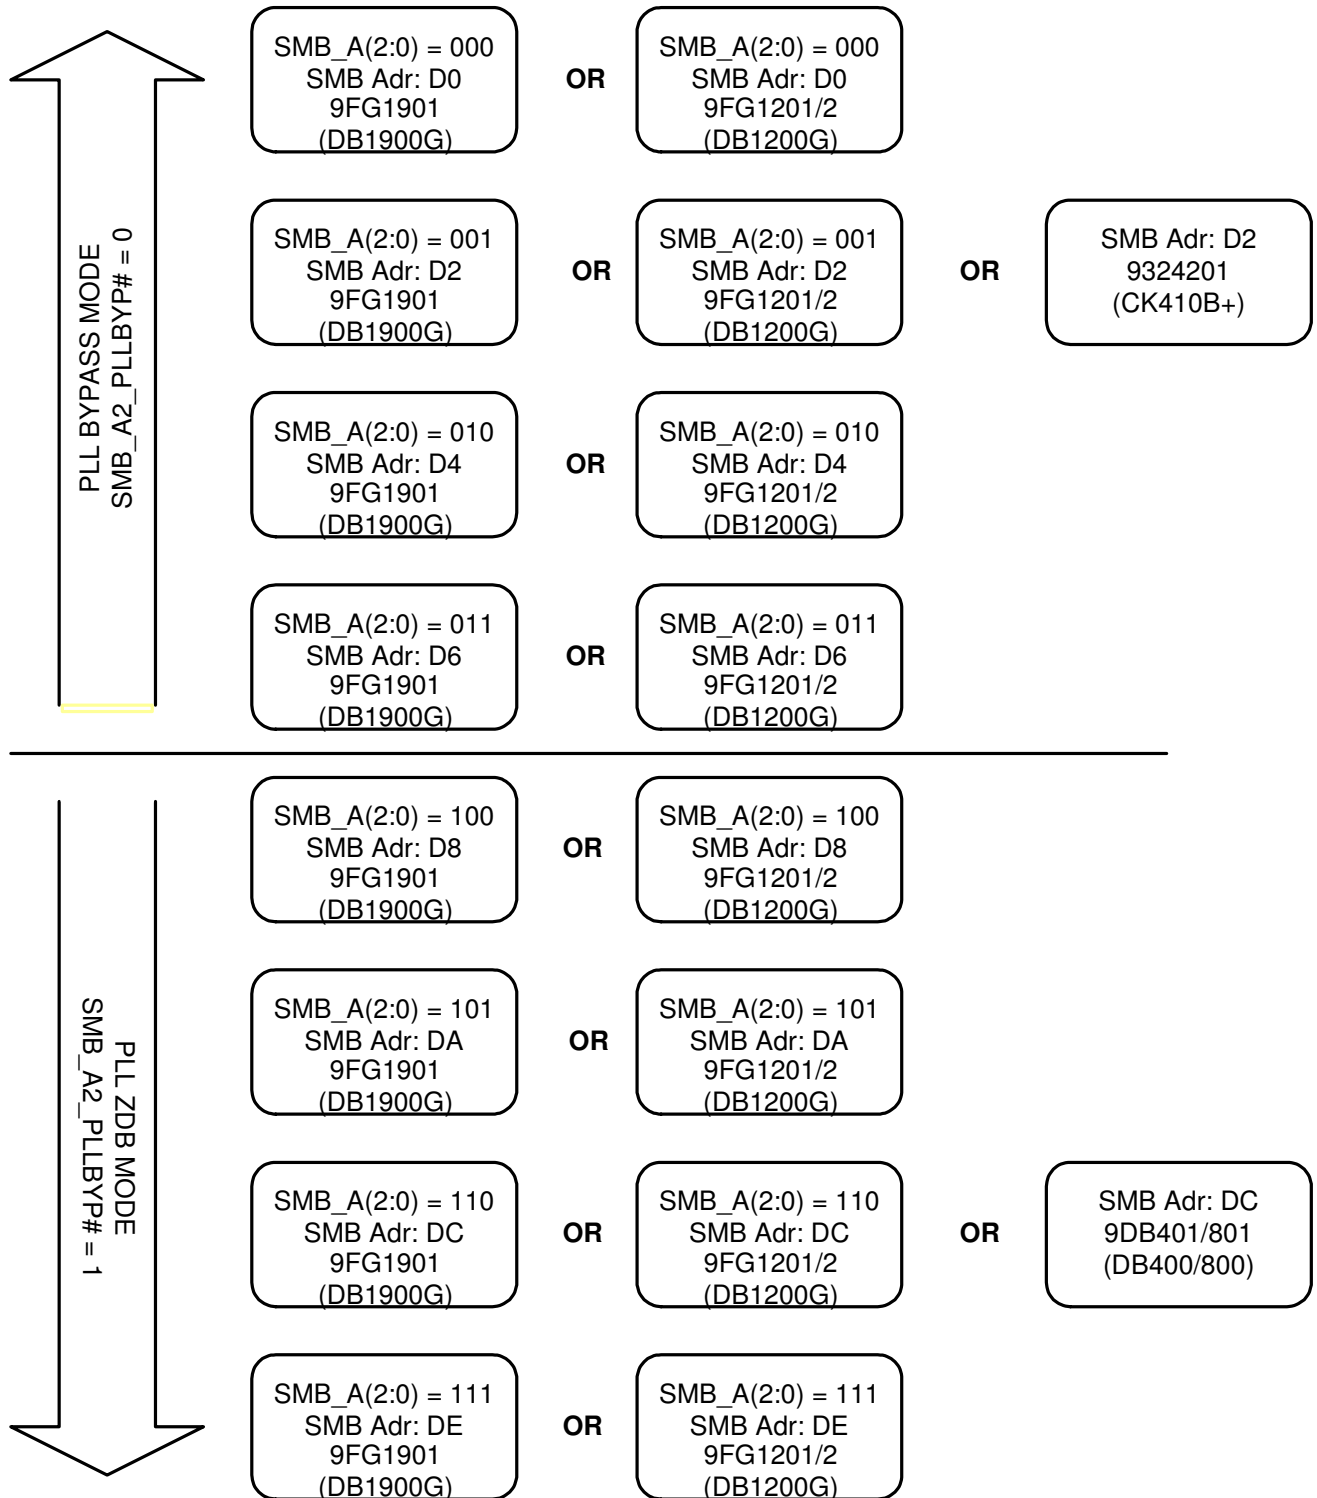 PLL BYPASS MODE
SMB_A2_PLLBYP# = 0
SMB_A(2:0) = 000
SMB Adr: D0
9FG1901
(DB1900G)
OR
SMB_A(2:0) = 000
SMB Adr: D0
9FG1201/2
(DB1200G)
SMB_A(2:0) = 001
SMB Adr: D2
9FG1901
(DB1900G)
OR
SMB_A(2:0) = 001
SMB Adr: D2
9FG1201/2
(DB1200G)
OR
SMB Adr: D2
9324201
(CK410B+)
SMB_A(2:0) = 010
SMB Adr: D4
9FG1901
(DB1900G)
OR
SMB_A(2:0) = 010
SMB Adr: D4
9FG1201/2
(DB1200G)
SMB_A(2:0) = 011
SMB Adr: D6
9FG1901
(DB1900G)
OR
SMB_A(2:0) = 011
SMB Adr: D6
9FG1201/2
(DB1200G)
PLL ZDB MODE
SMB_A2_PLLBYP# = 1
SMB_A(2:0) = 100
SMB Adr: D8
9FG1901
(DB1900G)
OR
SMB_A(2:0) = 100
SMB Adr: D8
9FG1201/2
(DB1200G)
SMB_A(2:0) = 101
SMB Adr: DA
9FG1901
(DB1900G)
OR
SMB_A(2:0) = 101
SMB Adr: DA
9FG1201/2
(DB1200G)
SMB_A(2:0) = 110
SMB Adr: DC
9FG1901
(DB1900G)
OR
SMB_A(2:0) = 110
SMB Adr: DC
9FG1201/2
(DB1200G)
OR
SMB Adr: DC
9DB401/801
(DB400/800)
SMB_A(2:0) = 111
SMB Adr: DE
9FG1901
(DB1900G)
OR
SMB_A(2:0) = 111
SMB Adr: DE
9FG1201/2
(DB1200G)